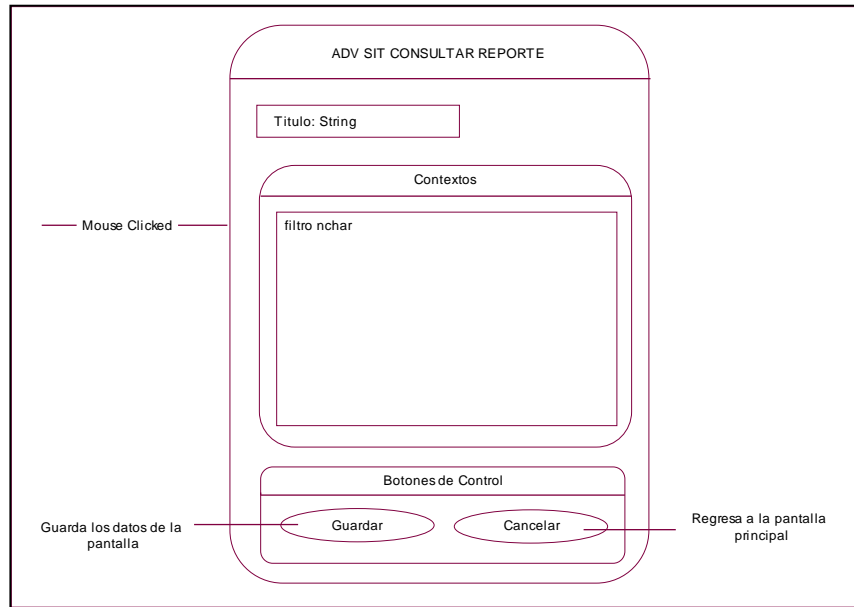 ADV SIT CONSULTAR REPORTE
Titulo: String
Contextos
Mouse Clicked
filtro nchar
Botones de Control
Guarda los datos de la
pantalla
Guardar
Cancelar
Regresa a la pantalla
principal